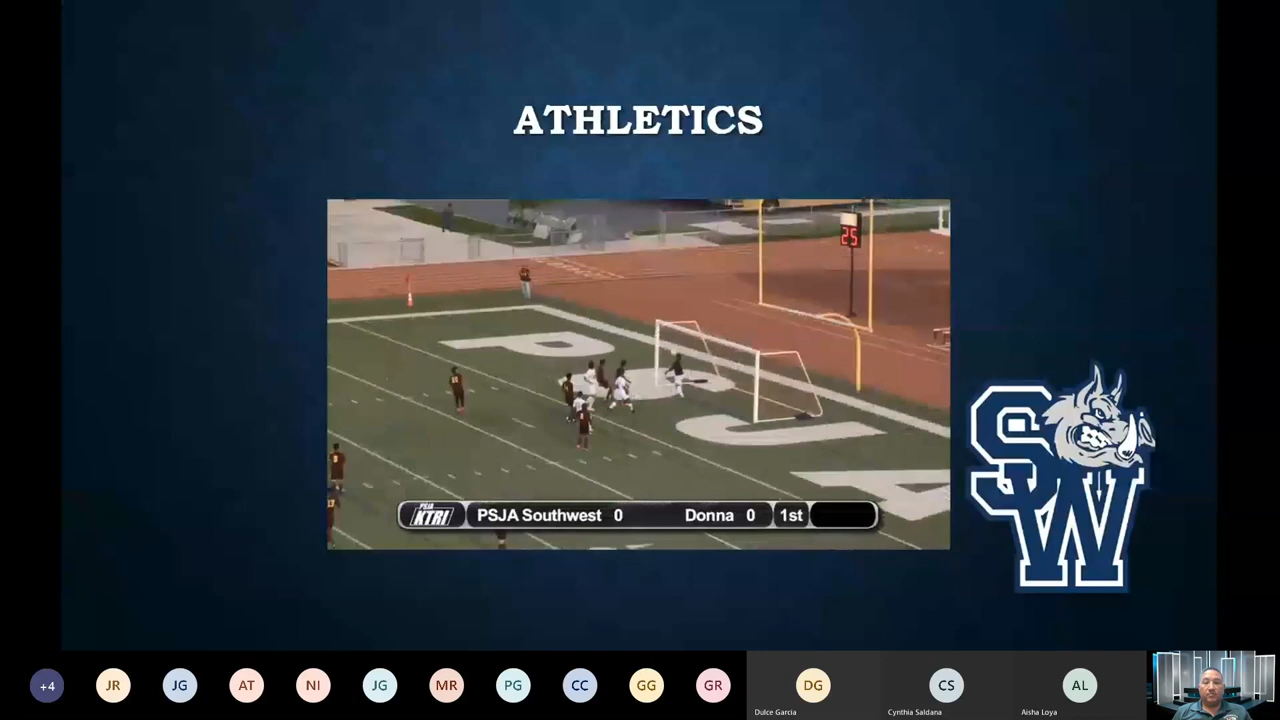 ATHLETICS
25
P
S
J
A
PSJA
KTRI
PSJA Southwest 0
Donna 0
1st
SW
+4
JR
JG
AT
NI
JG
MR
PG
CC
GG
GR
DG
CS
AL
Dulce Garcia
Cynthia Saldana
Aisha Loya